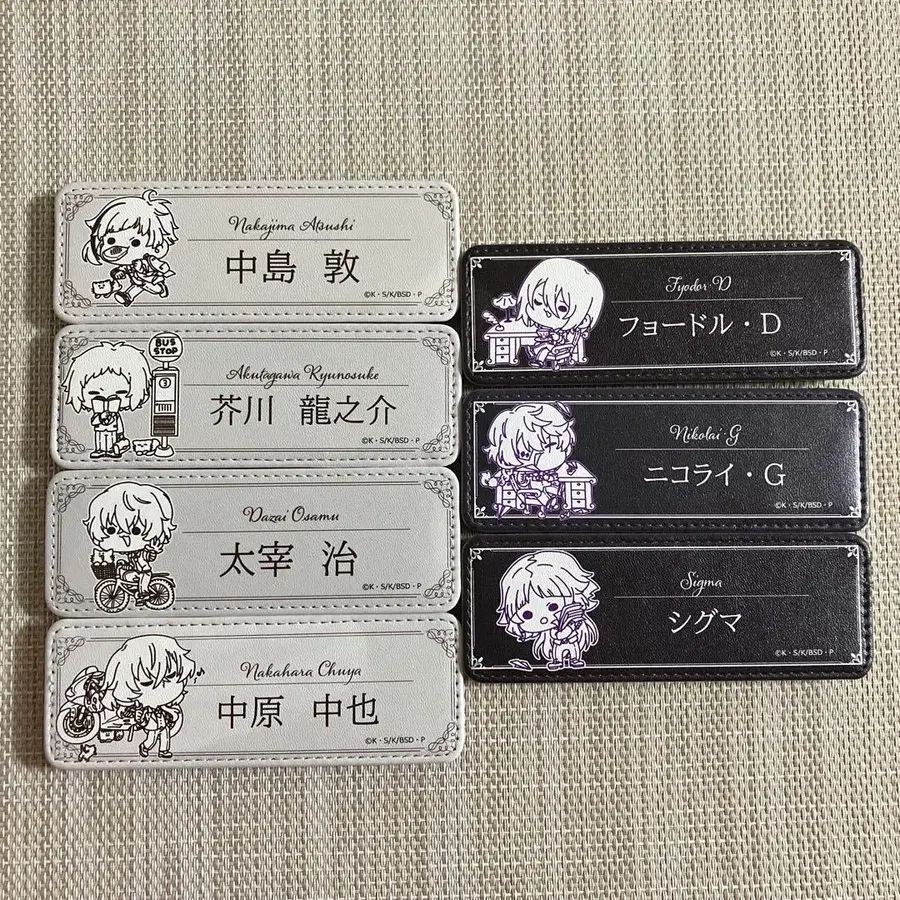 Nakajima Atsushi
中島 敦
©K・S/K/BSD・P
BUS STOP
3
Akutagawa Ryunosuke
芥川 龍之介
©K・S/K/BSD・P
Dazai Osamu
太宰 治
©K・S/K/BSD・P
Nakahara Chuya
中原 中也
©K・S/K/BSD・P
Fyodor・D
フョードル・D
©K・S/K/BSD・P
Nikolai・G
ニコライ・G
©K・S/K/BSD・P
Sigma
シグマ
©K・S/K/BSD・P